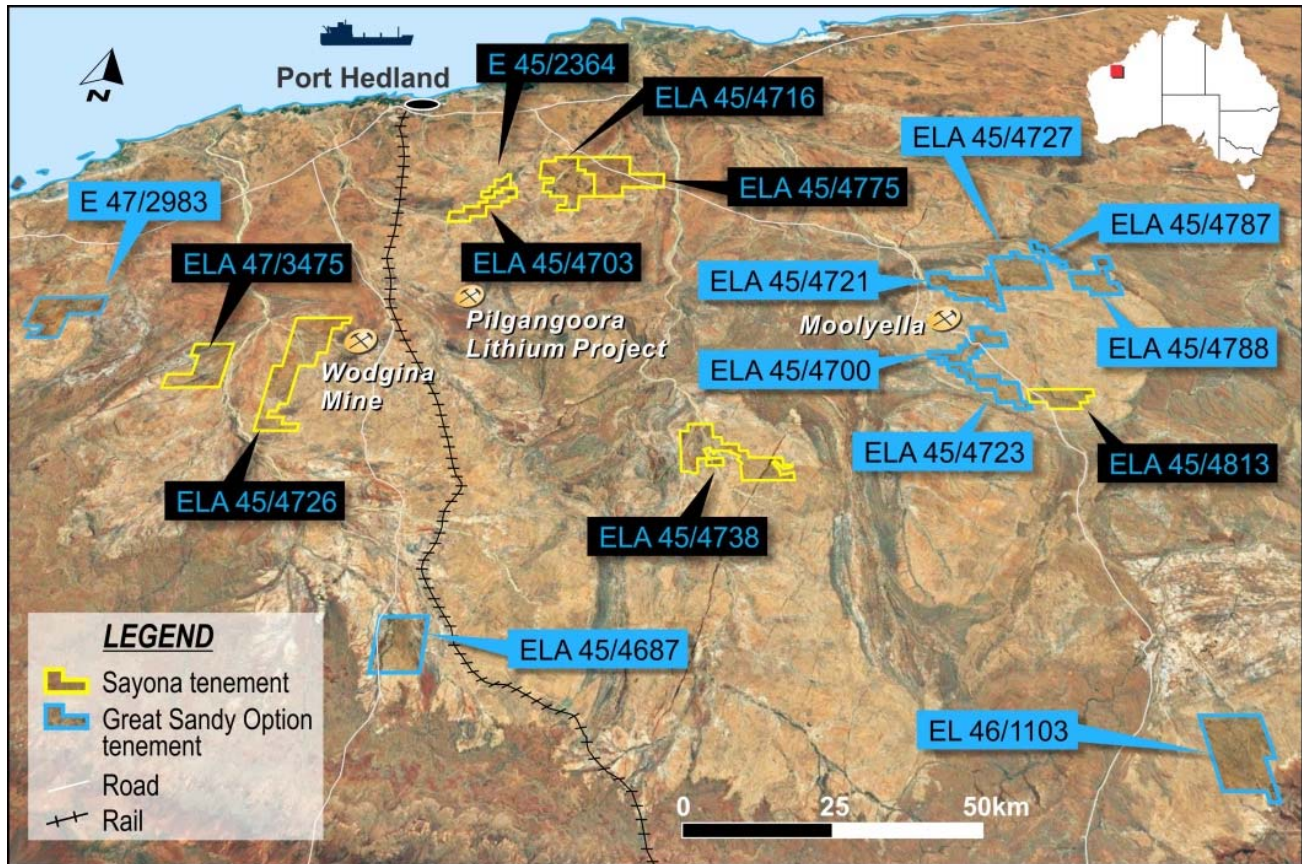 Port Hedland
N
E 45/2364
ELA 45/4716
ELA 45/4727
E 47/2983
ELA 45/4775
ELA 45/4787
ELA 47/3475
ELA 45/4703
ELA 45/4721
Pilgangoora
Lithium Project
Moolyella
ELA 45/4788
Wodgina
Mine
ELA 45/4700
ELA 45/4723
ELA 45/4813
ELA 45/4726
ELA 45/4738
ELA 45/4687
EL 46/1103
LEGEND
Sayona tenement
Great Sandy Option
tenement
Road
Rail
0 25 50km